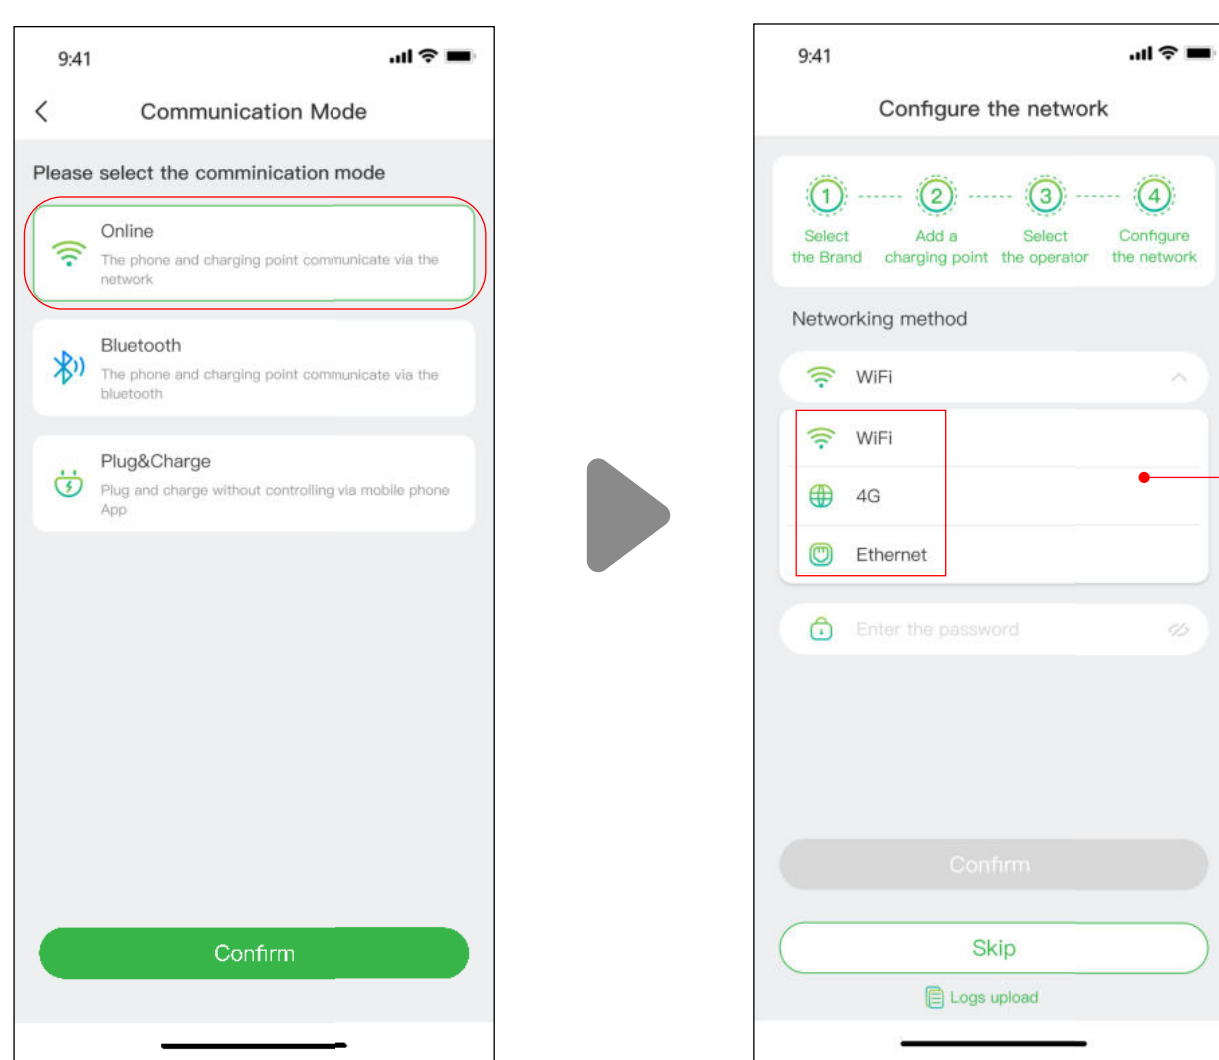 9:41
Communication Mode
Please select the comminication mode
Online
The phone and charging point communicate via the
network
Bluetooth
The phone and charging point communicate via the
bluetooth
Plug&Charge
Plug and charge without controlling via mobile phone
App
Confirm
9:41
Configure the network
1 2 3 4
Select Add a Select Configure
the Brand charging point the operator the network
Networking method
WiFi
WiFi
4G
Ethernet
Enter the password
Confirm
Skip
Logs upload